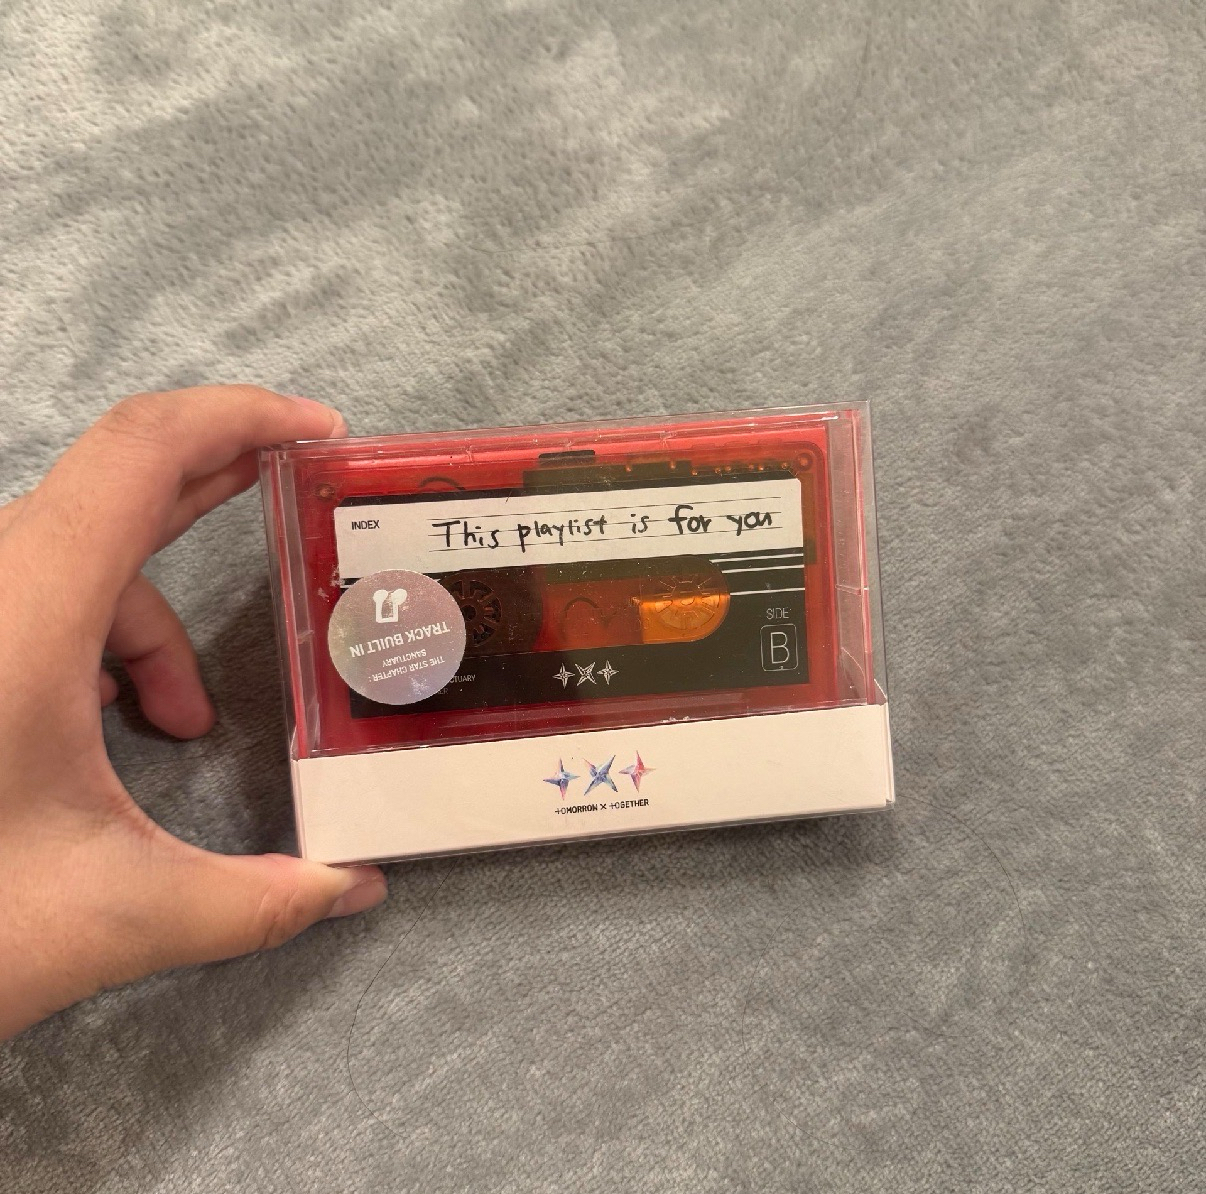 INDEX
This playlist is for you
SIDE
B
TRACK BUILT IN
THE STAR CHAPTER:
SANCTUARY
TOMORROW X TOGETHER